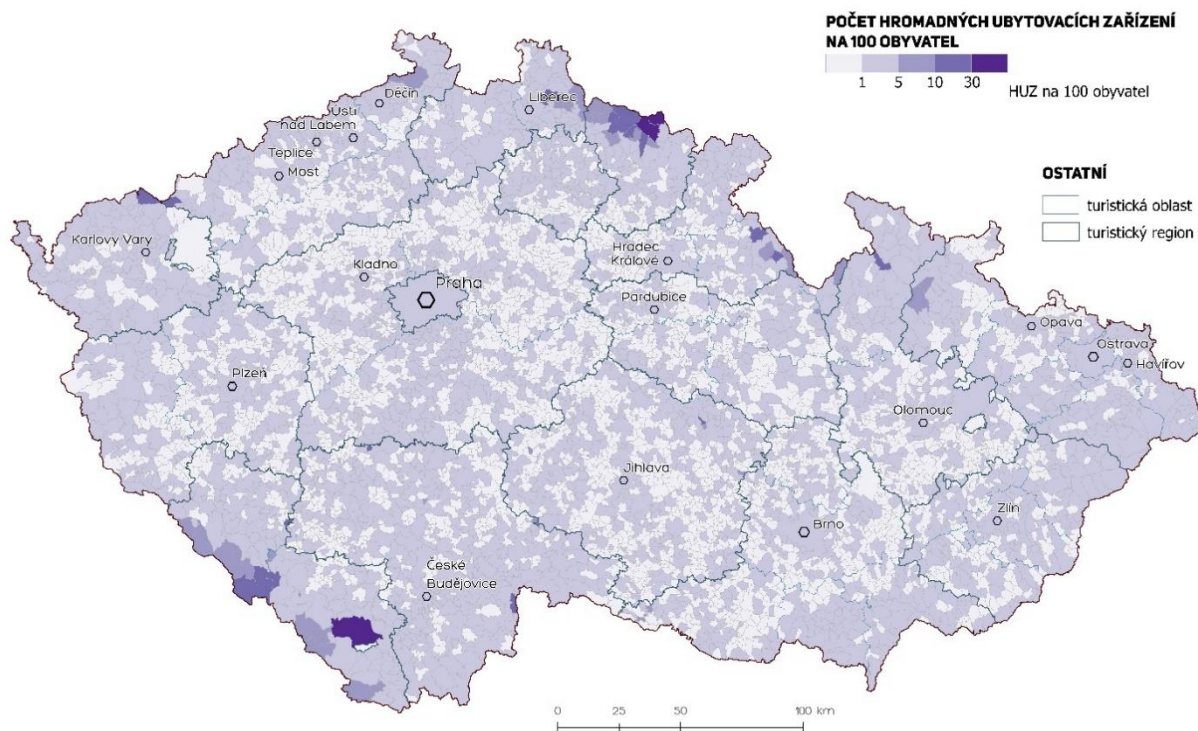 POČET HROMADNÝCH UBYTOVACÍCH ZAŘÍZENÍ
NA 100 OBYVATEL
1 5 10 30
HUZ na 100 obyvatel
OSTATNÍ
turistická oblast
turistický region
Děčín
Liberec
Ústí
nad Labem
Teplice
Most
Karlovy Vary
Kladno
Praha
Hradec
Králové
Pardubice
Opava
Ostrava
Havířov
Plzeň
Olomouc
Jihlava
Zlín
Brno
České
Budějovice
0 25 50 100 km